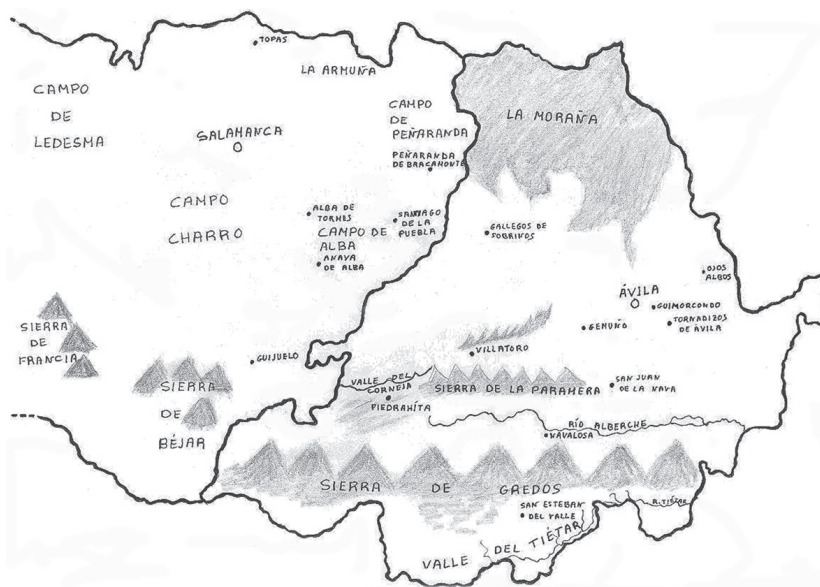 TOPAS
LA ARMUÑA
CAMPO
DE
LEDESMA
CAMPO
DE
PEÑARANDA
LA MORAÑA
SALAMANCA
PEÑARANDA
DE BRACAMONTE
CAMPO
CHARRO
ALBA DE
TORMES
SANTIAGO
DE LA
PUEBLA
CAMPO DE
ALBA
ANAYA
DE ALBA
GALLEGOS DE
SOBRINOS
OJOS
ALBOS
ÁVILA
GUIMORCONDO
TORNADIZOS
DE ÁVILA
GEMUÑO
SIERRA
DE
FRANCIA
GUIJUELO
VILLATORO
SIERRA
DE
BÉJAR
VALLE DEL
CORNEJA
PIEDRAHÍTA
SIERRA DE LA PARAMERA
SAN JUAN
DE LA NAVA
RÍO ALBERCHE
NAVALOSA
SIERRA DE GREDOS
SAN ESTEBAN
DEL VALLE
R. TIÉTAR
VALLE DEL TIÉTAR